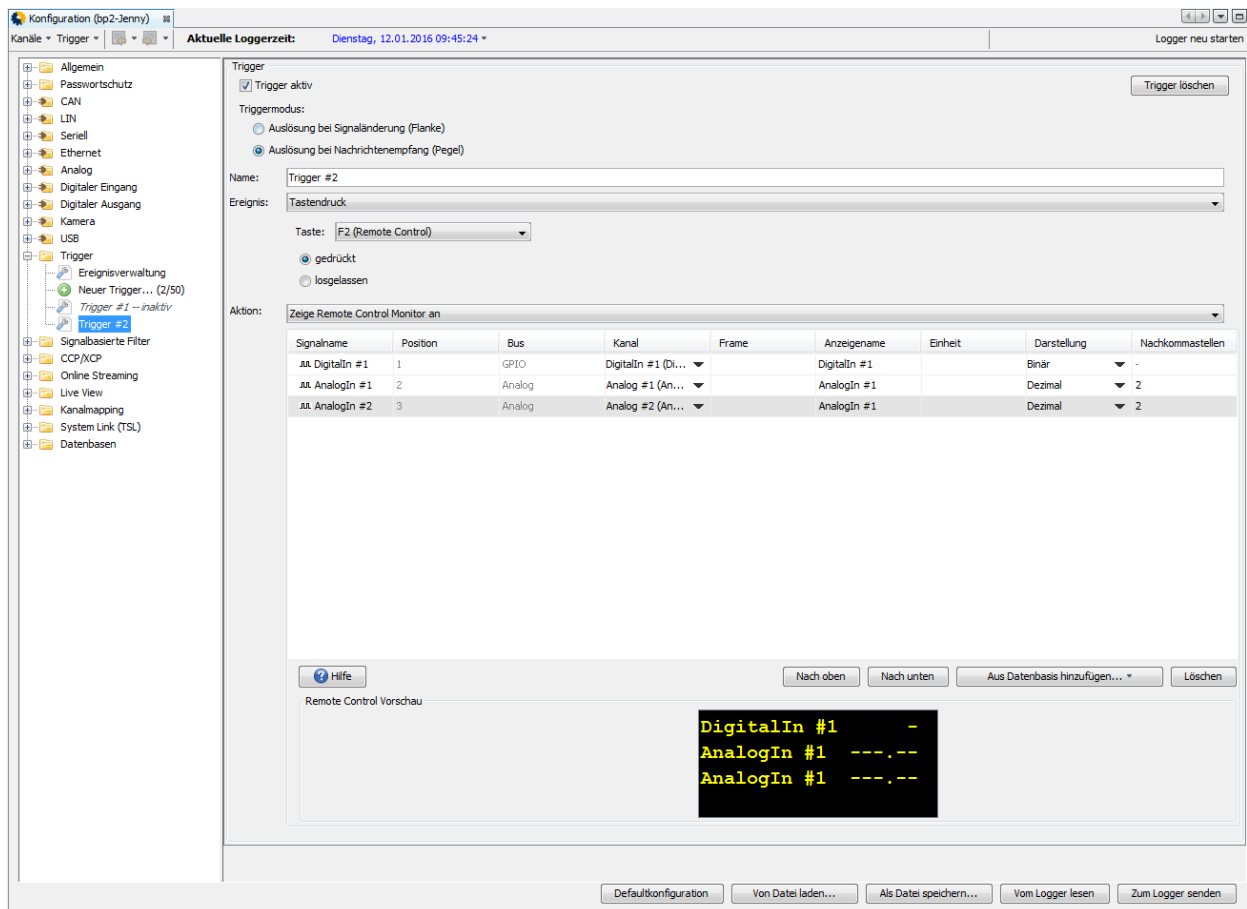 Konfiguration (bp2-Jenny)
Kanäle Trigger Aktuelle Loggerzeit: Dienstag, 12.01.2016 09:45:24 Logger neu starten
Allgemein
Passwortschutz
CAN
LIN
Seriell
Ethernet
Analog
Digitaler Eingang
Digitaler Ausgang
Kamera
USB
Trigger
Ereignisverwaltung
Neuer Trigger... (2/50)
Trigger #1 -- inaktiv
Trigger #2
Signalbasierte Filter
CCP/XCP
Online Streaming
Live View
Kanalmapping
System Link (TSL)
Datenbasen
Trigger
Trigger aktiv Trigger löschen
Triggermodus:
Auslösung bei Signaländerung (Flanke)
Auslösung bei Nachrichtenempfang (Pegel)
Name: Trigger #2
Ereignis: Tastendruck
Taste: F2 (Remote Control)
gedrückt
losgelassen
Aktion: Zeige Remote Control Monitor an
Signalname Position Bus Kanal Frame Anzeigename Einheit Darstellung Nachkommastellen
DigitalIn #1 1 GPIO DigitalIn #1 (Di... DigitalIn #1 Binär -
AnalogIn #1 2 Analog Analog #1 (An... AnalogIn #1 Dezimal 2
AnalogIn #2 3 Analog Analog #2 (An... AnalogIn #1 Dezimal 2
Hilfe Nach oben Nach unten Aus Datenbasis hinzufügen... Löschen
Remote Control Vorschau
DigitalIn #1 -
AnalogIn #1 ---.--
AnalogIn #1 ---.--
Defaultkonfiguration Von Datei laden... Als Datei speichern... Vom Logger lesen Zum Logger senden